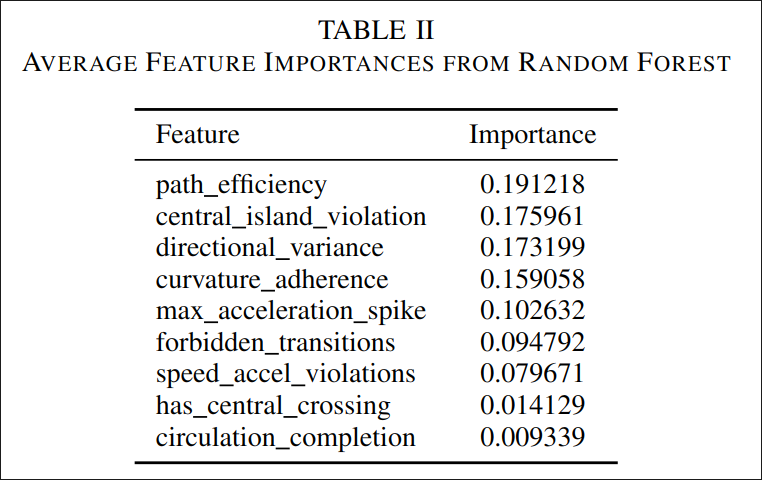 TABLE II
AVERAGE FEATURE IMPORTANCES FROM RANDOM FOREST
Feature Importance
path_efficiency 0.191218
central_island_violation 0.175961
directional_variance 0.173199
curvature_adherence 0.159058
max_acceleration_spike 0.102632
forbidden_transitions 0.094792
speed_accel_violations 0.079671
has_central_crossing 0.014129
circulation_completion 0.009339